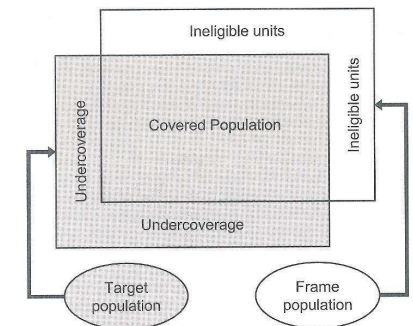 Ineligible units
Ineligible units
Covered Population
Undercoverage
Undercoverage
Target
population
Frame
population